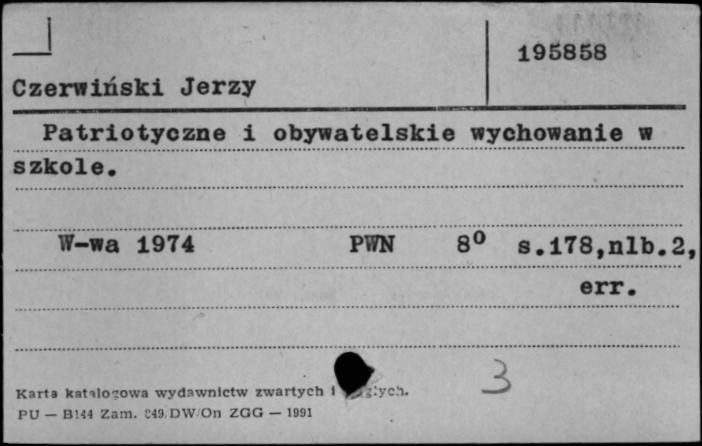 195858
Czerwiński Jerzy
Patriotyczne i obywatelskie wychowanie w
szkole.
W-wa 1974 PWN 8º s.178,nlb.2,
err.
3
Karta katalogowa wydawnictw zwartych i
PU — B144 Zam. 249/DW/On ZGG — 1991